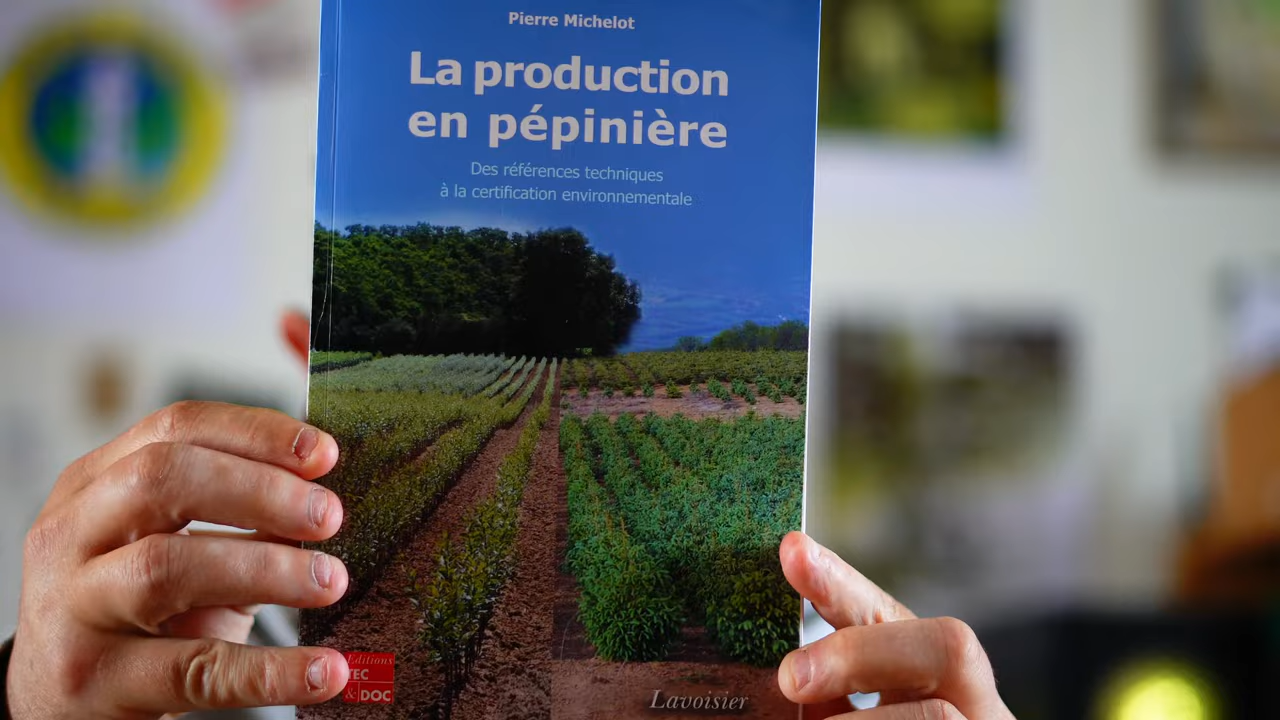 Pierre Michelot
La production
en pépinière
Des références techniques
à la certification environnementale
Editions
TEC
& DOC
Lavoisier